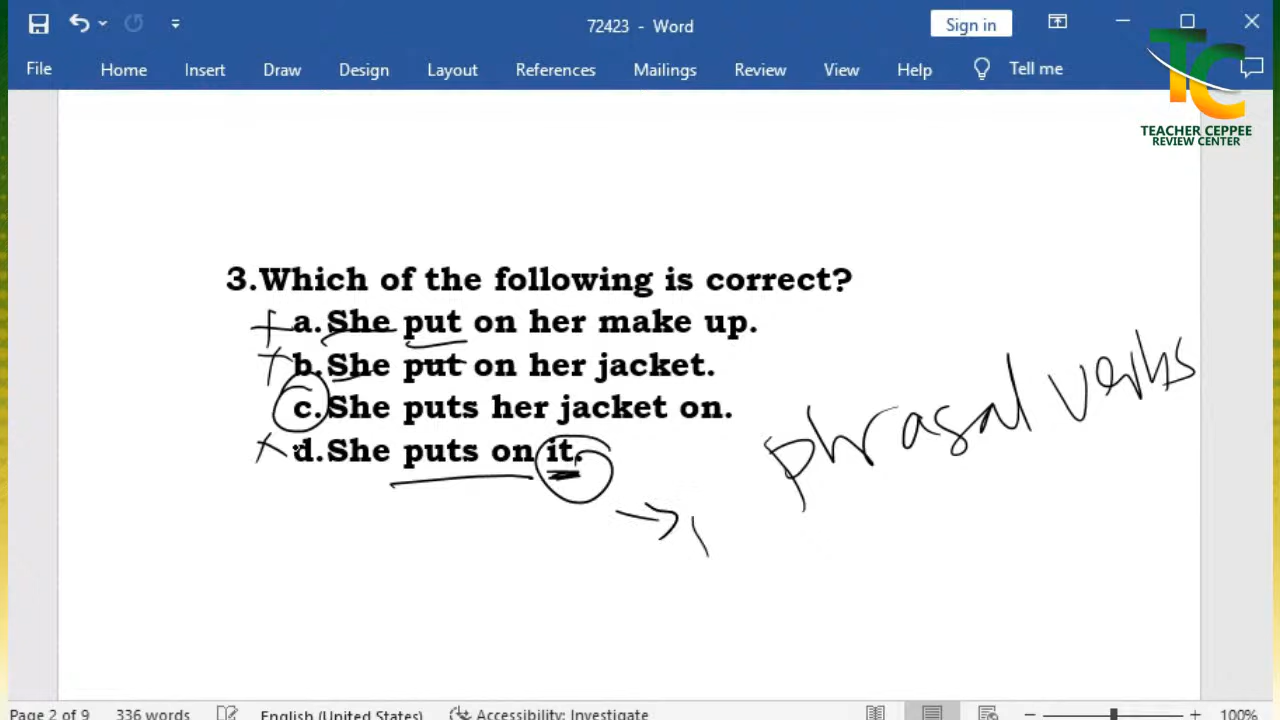 72423 - Word
Sign in
File Home Insert Draw Design Layout References Mailings Review View Help Tell me
TC
TEACHER CEPPEE
REVIEW CENTER
3.Which of the following is correct?
a.She put on her make up.
b.She put on her jacket.
c.She puts her jacket on.
d.She puts on it.
phrasal verbs
Page 2 of 9 336 words English (United States) Accessibility: Investigate 100%